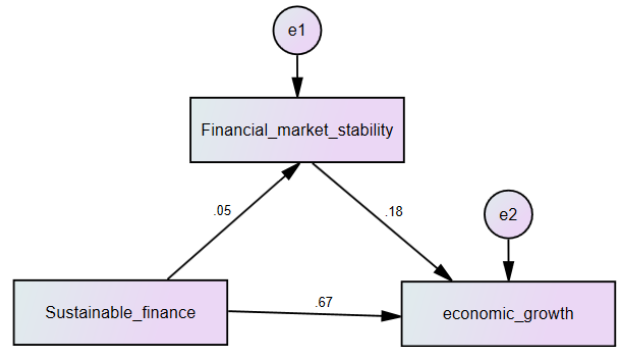 e1
Financial_market_stability
.05
.18
e2
Sustainable_finance
.67
economic_growth